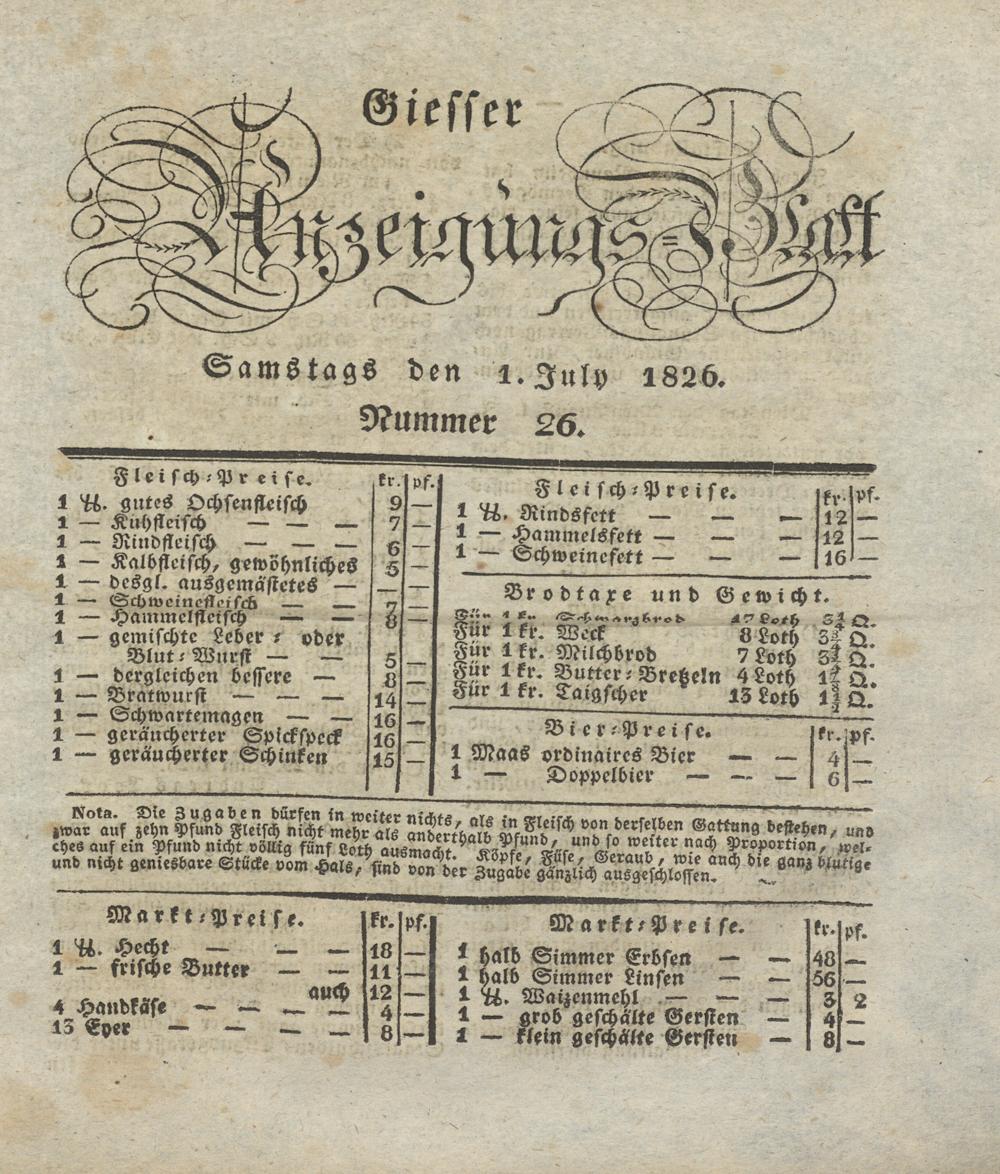 Giesser
Anzeigungs-Blatt
Samstags den 1. July 1826.
Nummer 26.
Fleisch-Preise. kr. pf.
1 ℔. gutes Ochsenfleisch 9 —
1 — Kuhfleisch — — — 7 —
1 — Rindfleisch — — — 6 —
1 — Kalbfleisch, gewöhnliches 5 —
1 — desgl. ausgemästetes — — —
1 — Schweinefleisch — — 7 —
1 — Hammelfleisch — — 8 —
1 — gemischte Leber- oder
Blut-Wurst — — 5 —
1 — dergleichen bessere — 8 —
1 — Bratwurst — — — 14 —
1 — Schwartemagen — — 16 —
1 — geräucherter Spickspeck 16 —
1 — geräucherter Schinken 15 —
Fleisch-Preise. kr. pf.
1 ℔. Rindsfett — — — 12 —
1 — Hammelsfett — — — 12 —
1 — Schweinefett — — — 16 —
Brodtaxe und Gewicht.
Für 1 kr. Schwarzbrod 17 Loth Q.
Für 1 kr. Weck 8 Loth Q.
Für 1 kr. Milchbrod 7 Loth Q.
Für 1 kr. Butter-Bretzeln 4 Loth Q.
Für 1 kr. Taigscher 13 Loth Q.
Bier-Preise. kr. pf.
1 Maas ordinaires Bier — — 4 —
1 — Doppelbier — — — 6 —
Nota. Die Zugaben dürfen in weiter nichts, als in Fleisch von derselben Gattung bestehen, und
zwar auf zehn Pfund Fleisch nicht mehr als anderthalb Pfund, und so weiter nach Proportion, wel-
ches auf ein Pfund nicht völlig fünf Loth ausmacht. Köpfe, Füse, Geraub, wie auch die ganz blutige
und nicht geniesbare Stücke vom Hals, sind von der Zugabe gänzlich ausgeschlossen.
Markt-Preise. kr. pf.
1 ℔. Hecht — — — 18 —
1 — frische Butter — — 11 —
auch 12 —
4 Handkäse — — — — 4 —
13 Eyer — — — — 8 —
Markt-Preise. kr. pf.
1 halb Simmer Erbsen — — 48 —
1 halb Simmer Linsen — — 56 —
1 ℔. Waizenmehl — — — 3 2
1 — grob geschälte Gersten — 4 —
1 — klein geschälte Gersten — 8 —